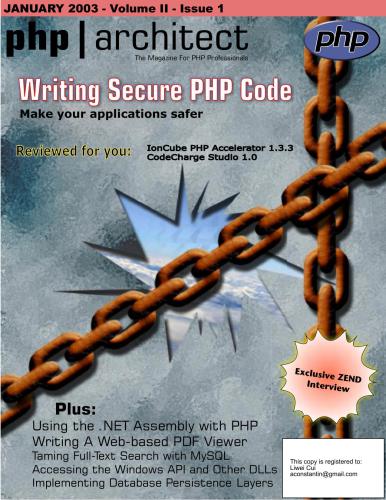 JANUARY 2003 - Volume II - Issue 1
php|architect
The Magazine For PHP Professionals
php
Writing Secure PHP Code
Make your applications safer
Reviewed for you:
IonCube PHP Accelerator 1.3.3
CodeCharge Studio 1.0
Exclusive ZEND
Interview
Plus:
Using the .NET Assembly with PHP
Writing A Web-based PDF Viewer
Taming Full-Text Search with MySQL
Accessing the Windows API and Other DLLs
Implementing Database Persistence Layers
This copy is registered to:
Liwei Cui
aconstantin@gmail.com